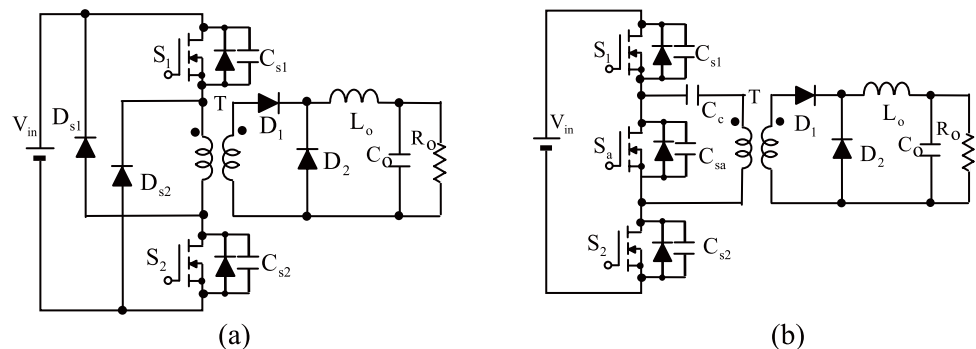 S1
Cs1
T
Vin
Ds1
D1
Lo
Co
Ro
D2
Ds2
S2
Cs2
(a)
S1
Cs1
Cc
T
Vin
D1
Lo
Ro
Sa
Csa
D2
Co
S2
Cs2
(b)